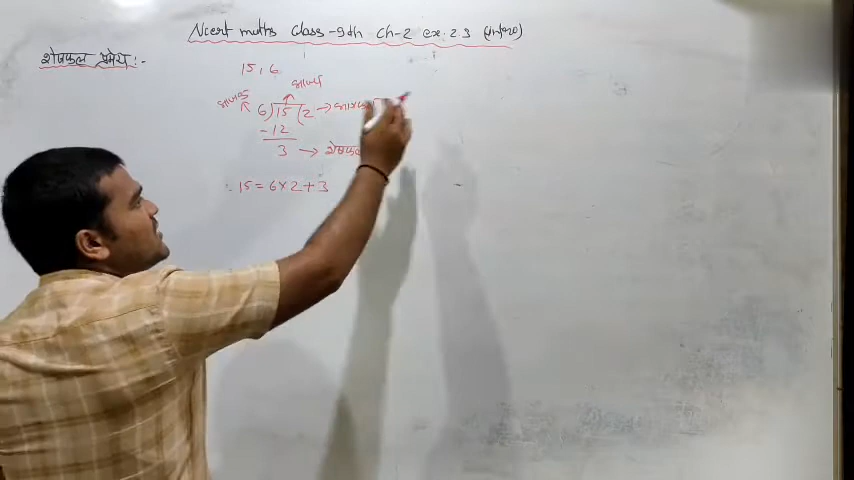 Ncert maths Class -9th Ch-2 ex: 2.3 (intro)
शेषफल प्रमेय :-
15, 6
भाजक भाज्य
6) 15 ( 2 →
-12
3 → शेषफल
∴ 15 = 6 × 2 + 3